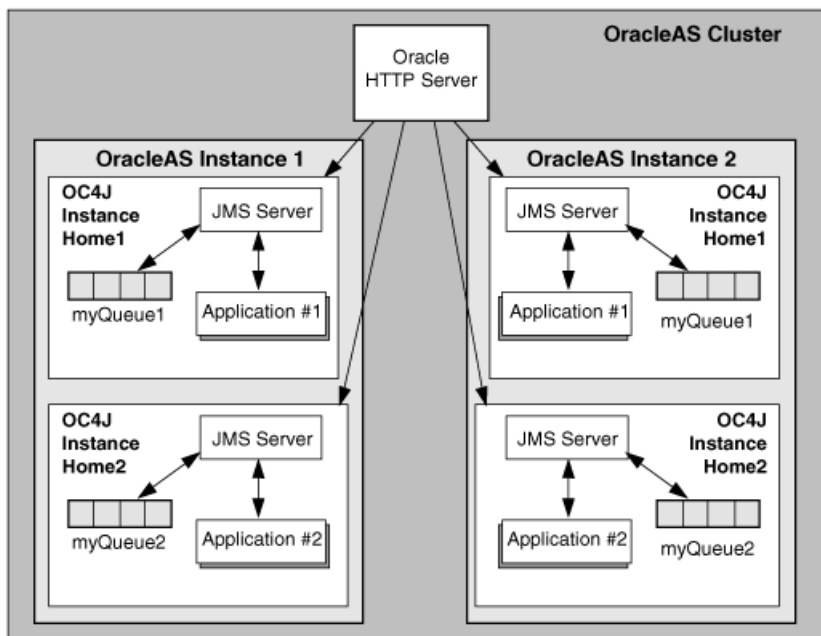 OracleAS Cluster
Oracle
HTTP Server
OracleAS Instance 1
OC4J
Instance
Home1
JMS Server
myQueue1
Application #1
OC4J
Instance
Home2
JMS Server
myQueue2
Application #2
OracleAS Instance 2
OC4J
Instance
Home1
JMS Server
Application #1
myQueue1
OC4J
Instance
Home2
JMS Server
Application #2
myQueue2